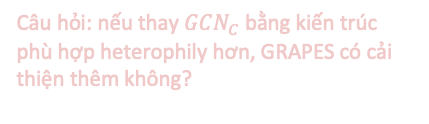 Câu hỏi: nếu thay GCN_C bằng kiến trúc
phù hợp heterophily hơn, GRAPES có cải
thiện thêm không?